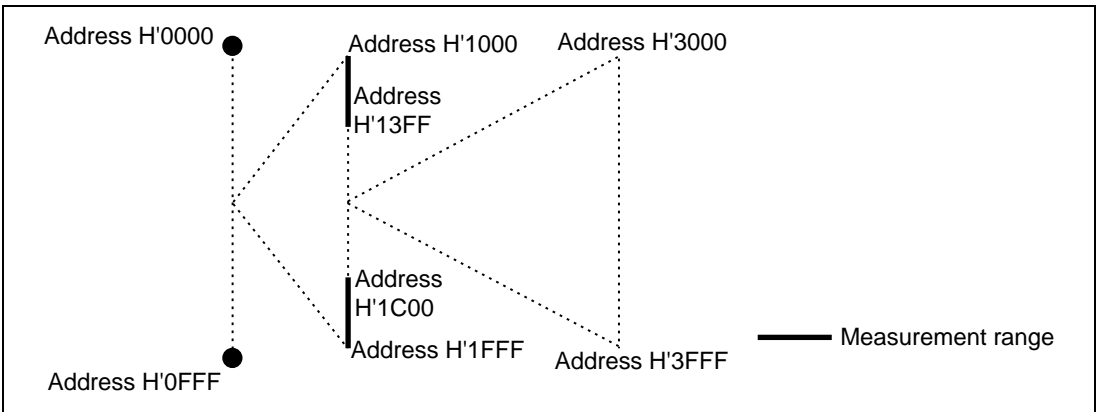 Address H'0000
Address H'1000
Address H'3000
Address
H'13FF
Address
H'1C00
Address H'1FFF
Address H'0FFF
Address H'3FFF
Measurement range